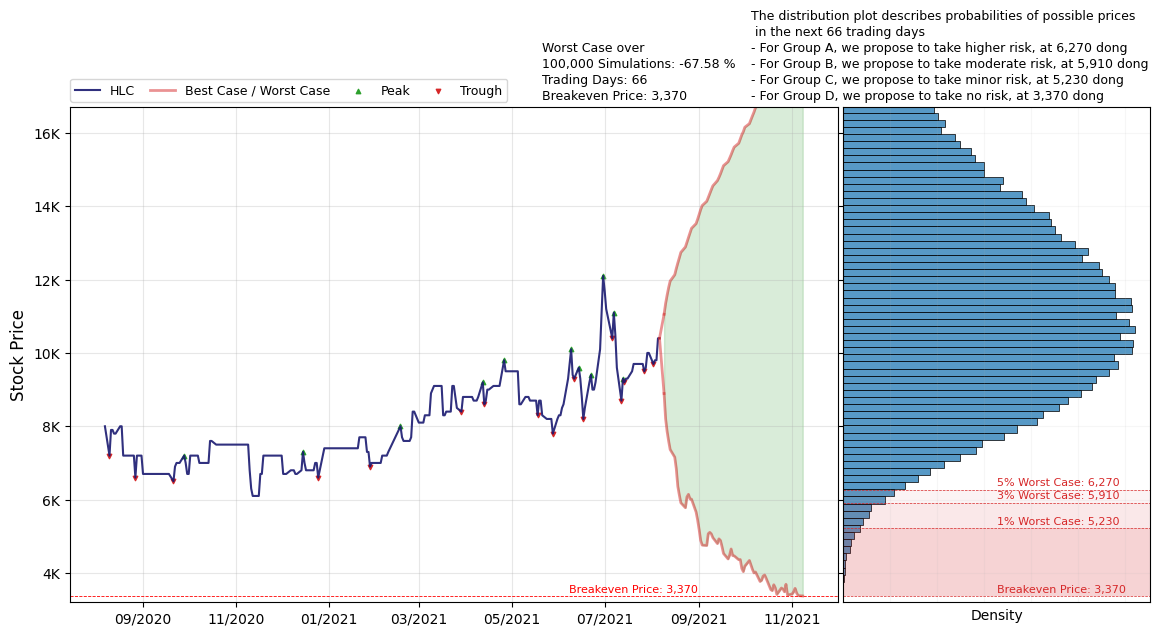 The distribution plot describes probabilities of possible prices
in the next 66 trading days
- For Group A, we propose to take higher risk, at 6,270 dong
- For Group B, we propose to take moderate risk, at 5,910 dong
- For Group C, we propose to take minor risk, at 5,230 dong
- For Group D, we propose to take no risk, at 3,370 dong
Worst Case over
100,000 Simulations: -67.58 %
Trading Days: 66
Breakeven Price: 3,370
HLC
Best Case / Worst Case
Peak
Trough
Stock Price
16K
14K
12K
10K
8K
6K
4K
Breakeven Price: 3,370
09/2020
11/2020
01/2021
03/2021
05/2021
07/2021
09/2021
11/2021
5% Worst Case: 6,270
3% Worst Case: 5,910
1% Worst Case: 5,230
Breakeven Price: 3,370
Density